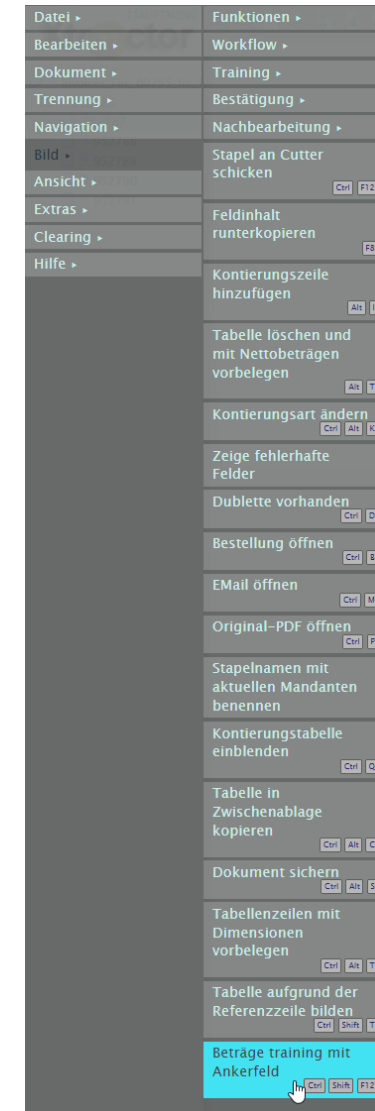 Datei ▸
Bearbeiten ▸
Dokument ▸
Trennung ▸
Navigation ▸
Bild ▸
Ansicht ▸
Extras ▸
Clearing ▸
Hilfe ▸
Funktionen ▸
Workflow ▸
Training ▸
Bestätigung ▸
Nachbearbeitung ▸
Stapel an Cutter
schicken
Ctrl F12
Feldinhalt
runterkopieren
F8
Kontierungszeile
hinzufügen
Alt
Tabelle löschen und
mit Nettobeträgen
vorbelegen
Alt T
Kontierungsart ändern
Ctrl Alt K
Zeige fehlerhafte
Felder
Dublette vorhanden
Ctrl D
Bestellung öffnen
Ctrl B
EMail öffnen
Ctrl M
Original-PDF öffnen
Ctrl P
Stapelnamen mit
aktuellen Mandanten
benennen
Kontierungstabelle
einblenden
Ctrl Q
Tabelle in
Zwischenablage
kopieren
Ctrl Alt C
Dokument sichern
Ctrl Alt S
Tabellenzeilen mit
Dimensionen
vorbelegen
Ctrl Alt T
Tabelle aufgrund der
Referenzzeile bilden
Ctrl Shift T
Beträge training mit
Ankerfeld
Ctrl Shift F12